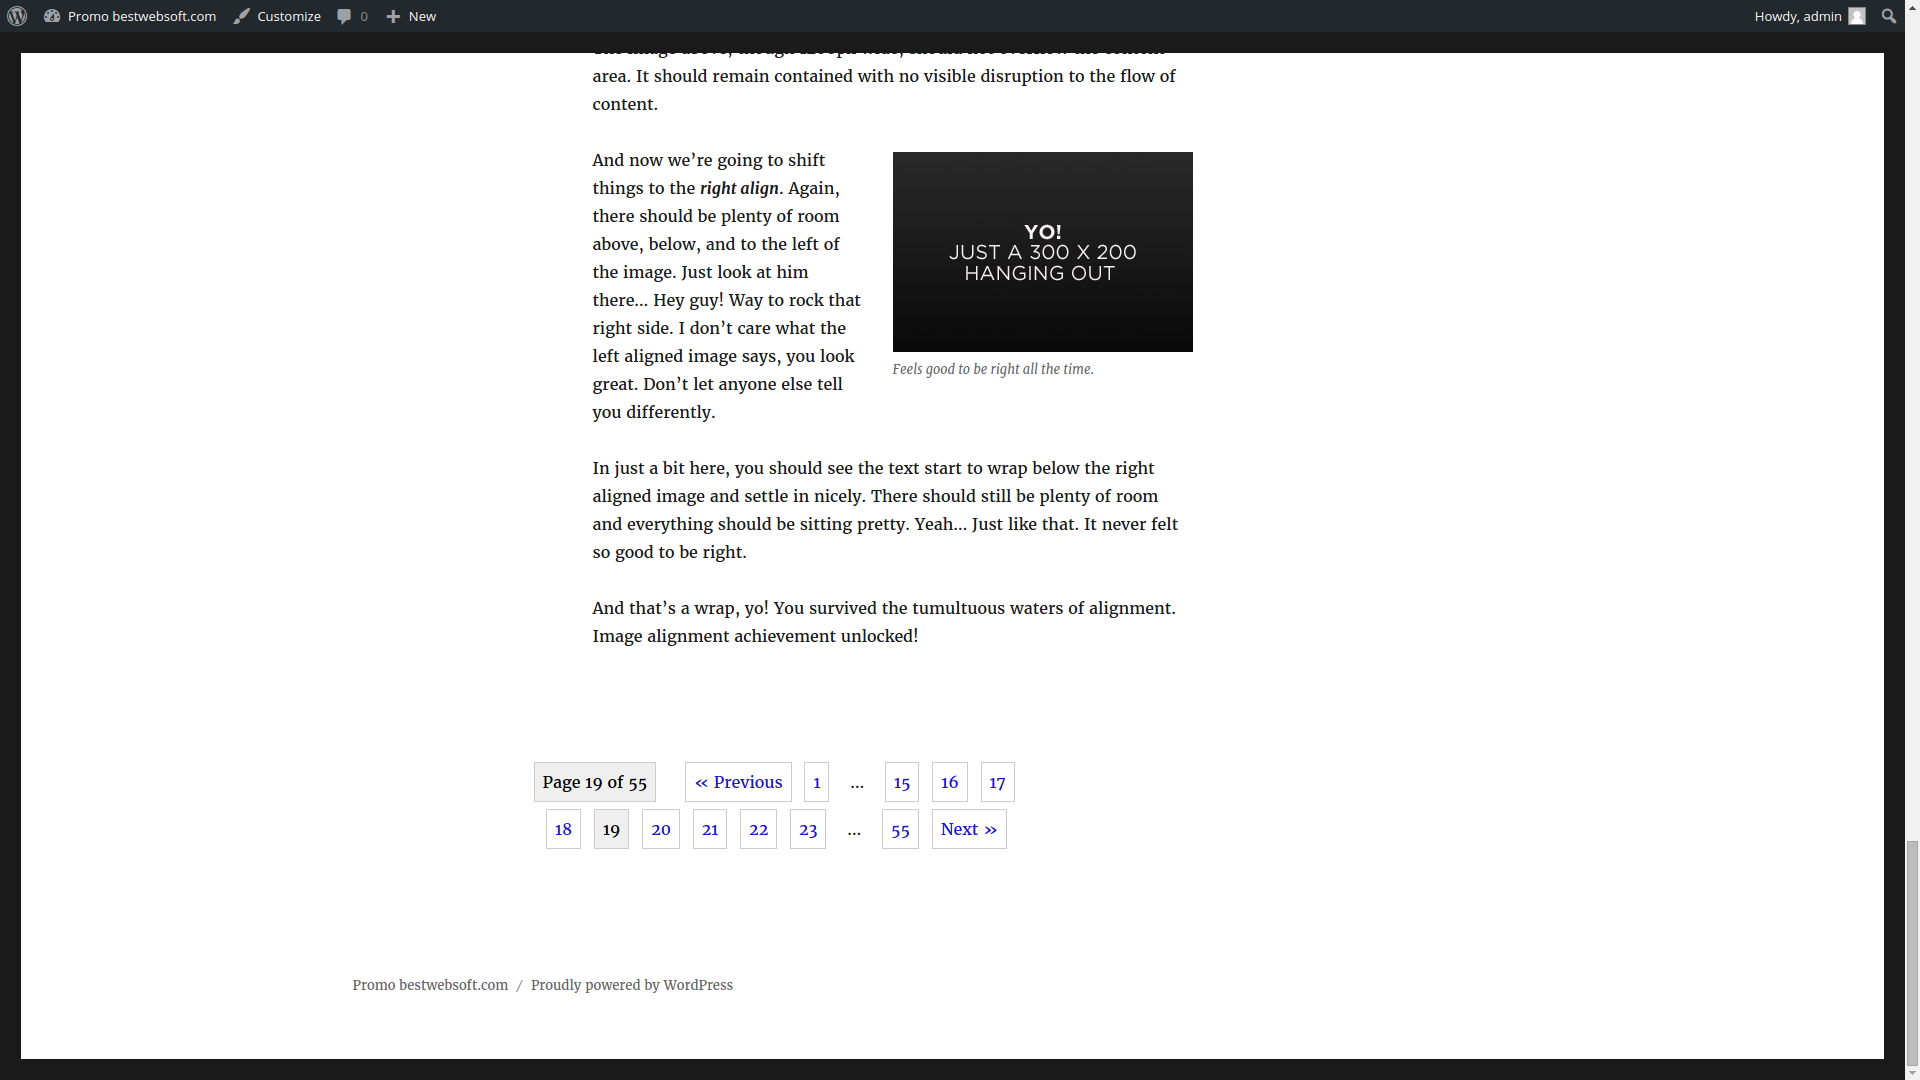 Promo bestwebsoft.com Customize 0 New Howdy, admin
area. It should remain contained with no visible disruption to the flow of
content.
And now we’re going to shift
things to the right align. Again,
there should be plenty of room
above, below, and to the left of
the image. Just look at him
there… Hey guy! Way to rock that
right side. I don’t care what the
left aligned image says, you look
great. Don’t let anyone else tell
you differently.
YO!
JUST A 300 X 200
HANGING OUT
Feels good to be right all the time.
In just a bit here, you should see the text start to wrap below the right
aligned image and settle in nicely. There should still be plenty of room
and everything should be sitting pretty. Yeah… Just like that. It never felt
so good to be right.
And that’s a wrap, yo! You survived the tumultuous waters of alignment.
Image alignment achievement unlocked!
Page 19 of 55 « Previous 1 ... 15 16 17
18 19 20 21 22 23 ... 55 Next »
Promo bestwebsoft.com / Proudly powered by WordPress